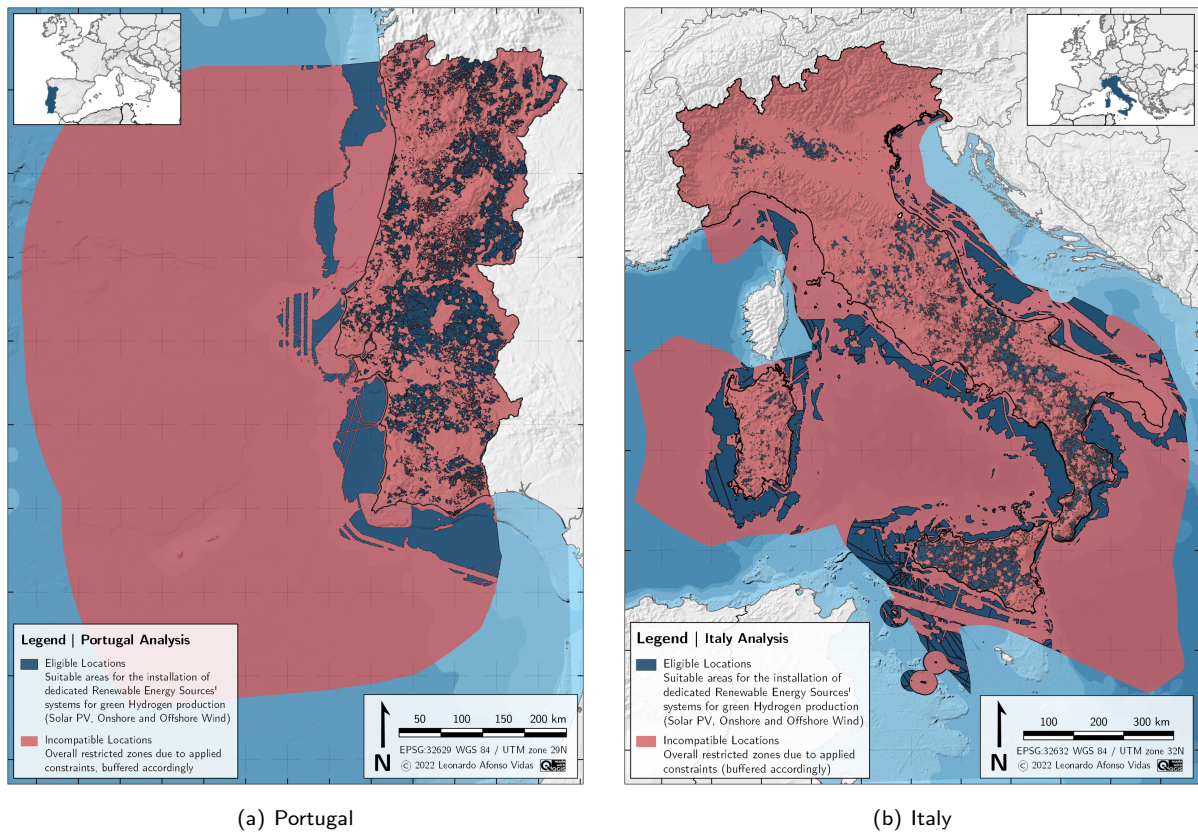 Legend | Portugal Analysis
Eligible Locations
Suitable areas for the installation of
dedicated Renewable Energy Sources'
systems for green Hydrogen production
(Solar PV, Onshore and Offshore Wind)
Incompatible Locations
Overall restricted zones due to applied
constraints, buffered accordingly
N
50 100 150 200 km
EPSG:32629 WGS 84 / UTM zone 29N
© 2022 Leonardo Afonso Vidas
(a) Portugal
Legend | Italy Analysis
Eligible Locations
Suitable areas for the installation of
dedicated Renewable Energy Sources'
systems for green Hydrogen production
(Solar PV, Onshore and Offshore Wind)
Incompatible Locations
Overall restricted zones due to applied
constraints (buffered accordingly)
N
100 200 300 km
EPSG:32632 WGS 84 / UTM zone 32N
© 2022 Leonardo Afonso Vidas
(b) Italy